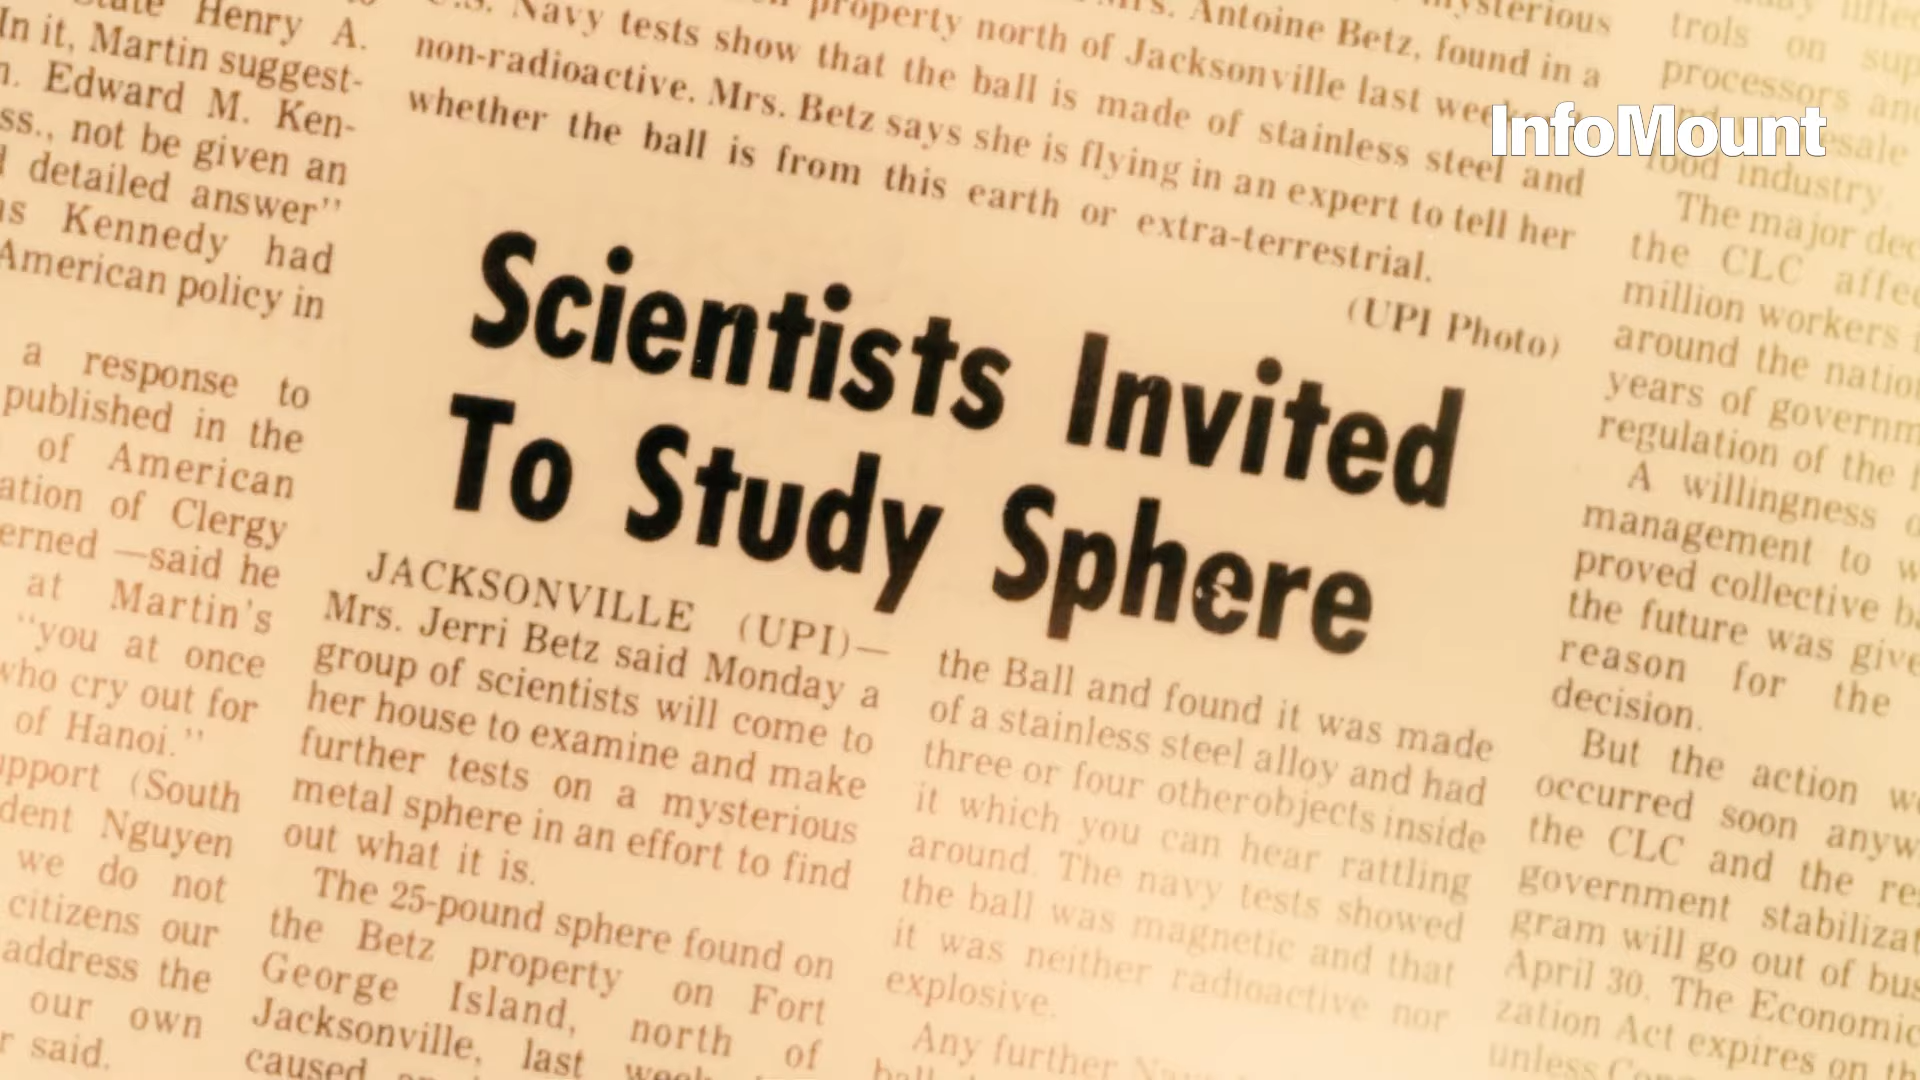 Henry A.
In it, Martin suggest-
Edward M. Ken-
ss., not be given an
detailed answer"
as Kennedy had
American policy in
a response to
published in the
of American
ation of Clergy
erned —said he
at Martin's
"you at once
who cry out for
of Hanoi."
upport (South
dent Nguyen
we do not
citizens our
address the
our own
r said.
Mrs. Antoine Betz, found in a
property north of Jacksonville last
U.S. Navy tests show that the ball is made of stainless steel and
non-radioactive. Mrs. Betz says she is flying in an expert to tell her
whether the ball is from this earth or extra-terrestrial.
(UPI Photo)
Scientists Invited
To Study Sphere
JACKSONVILLE (UPI)—
Mrs. Jerri Betz said Monday a
group of scientists will come to
her house to examine and make
further tests on a mysterious
metal sphere in an effort to find
out what it is.
The 25-pound sphere found on
the Betz property on Fort
George Island, north of
Jacksonville, last week
caused
the Ball and found it was made
of a stainless steel alloy and had
three or four other objects inside
it which you can hear rattling
around. The navy tests showed
the ball was magnetic and that
it was neither radioactive nor
explosive.
Any further
trols on
processors
food industry.
The major
the CLC
million workers
around the
years of
regulation of the
A willingness
management to
proved collective
the future was
reason for the
decision.
But the action
occurred soon
the CLC and the
government
gram will go out of
April 30. The Economic
zation Act expires on
unless
InfoMount